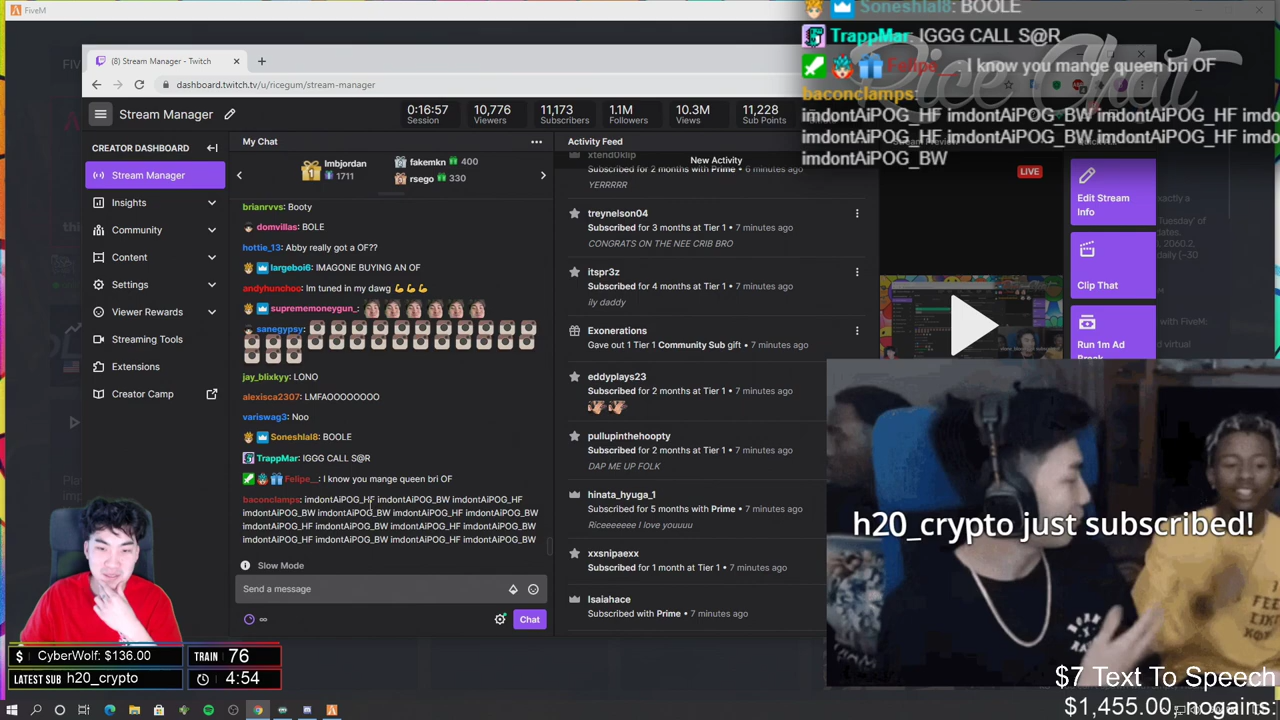 FiveM
(8) Stream Manager - Twitch
dashboard.twitch.tv/u/ricegum/stream-manager
Stream Manager
0:16:57
Session
10,776
Viewers
11,173
Subscribers
1.1M
Followers
10.3M
Views
11,228
Sub Points
CREATOR DASHBOARD
Stream Manager
Insights
Community
Content
Settings
Viewer Rewards
Streaming Tools
Extensions
Creator Camp
My Chat
lmbjordan
1711
fakemkn 400
rsego 330
brianrvvs: Booty
domvillas: BOLE
hottie_13: Abby really got a OF??
largeboi6: IMAGONE BUYING AN OF
andyhunchoo: Im tuned in my dawg
suprememoneygun_:
sanegypsy:
jay_blixkyy: LONO
alexisca2307: LMFAOOOOOOOO
variswag3: Noo
Soneshlal8: BOOLE
TrappMar: IGGG CALL S@R
Felipe__: I know you mange queen bri OF
baconclamps: imdontAiPOG_HF imdontAiPOG_BW imdontAiPOG_HF
imdontAiPOG_BW imdontAiPOG_BW imdontAiPOG_HF imdontAiPOG_BW
imdontAiPOG_HF imdontAiPOG_BW imdontAiPOG_HF imdontAiPOG_BW
imdontAiPOG_HF imdontAiPOG_BW imdontAiPOG_HF imdontAiPOG_BW
Slow Mode
Send a message
Chat
Activity Feed
New Activity
xtend0klip
Subscribed for 2 months with Prime • 6 minutes ago
YERRRRR
treynelson04
Subscribed for 3 months at Tier 1 • 7 minutes ago
CONGRATS ON THE NEE CRIB BRO
itspr3z
Subscribed for 4 months at Tier 1 • 7 minutes ago
ily daddy
Exonerations
Gave out 1 Tier 1 Community Sub gift • 7 minutes ago
eddyplays23
Subscribed for 2 months at Tier 1 • 7 minutes ago
pullupinthehoopty
Subscribed for 2 months at Tier 1 • 7 minutes ago
DAP ME UP FOLK
hinata_hyuga_1
Subscribed for 5 months with Prime • 7 minutes ago
Riceeeeeee I love youuuu
xxsnipaexx
Subscribed for 1 month at Tier 1 • 7 minutes ago
Isaiahace
Subscribed with Prime • 7 minutes ago
Rice Chat
Soneshlal8: BOOLE
TrappMar: IGGG CALL S@R
Felipe__: I know you mange queen bri OF
baconclamps:
imdontAiPOG_HF imdontAiPOG_BW imdontAiPOG_HF imdo
imdontAiPOG_HF imdontAiPOG_BW imdontAiPOG_HF imdo
imdontAiPOG_BW
LIVE
Edit Stream
Info
Clip That
Run 1m Ad
Break
h20_crypto just subscribed!
BORN
$ CyberWolf: $136.00
TRAIN 76
LATEST SUB h20_crypto
4:54
$7 Text To Speech
$1,455.00, nogains: